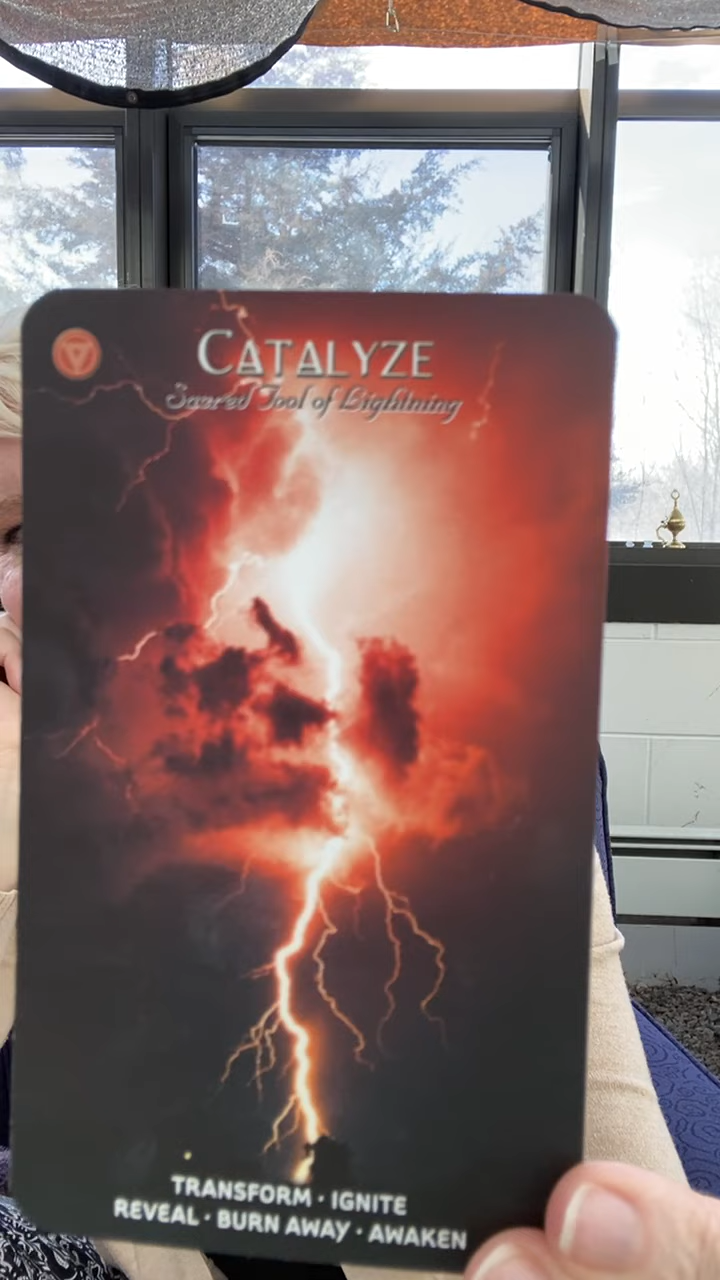 CATALYZE
Sacred Tool of Lightning
TRANSFORM · IGNITE
REVEAL · BURN AWAY · AWAKEN